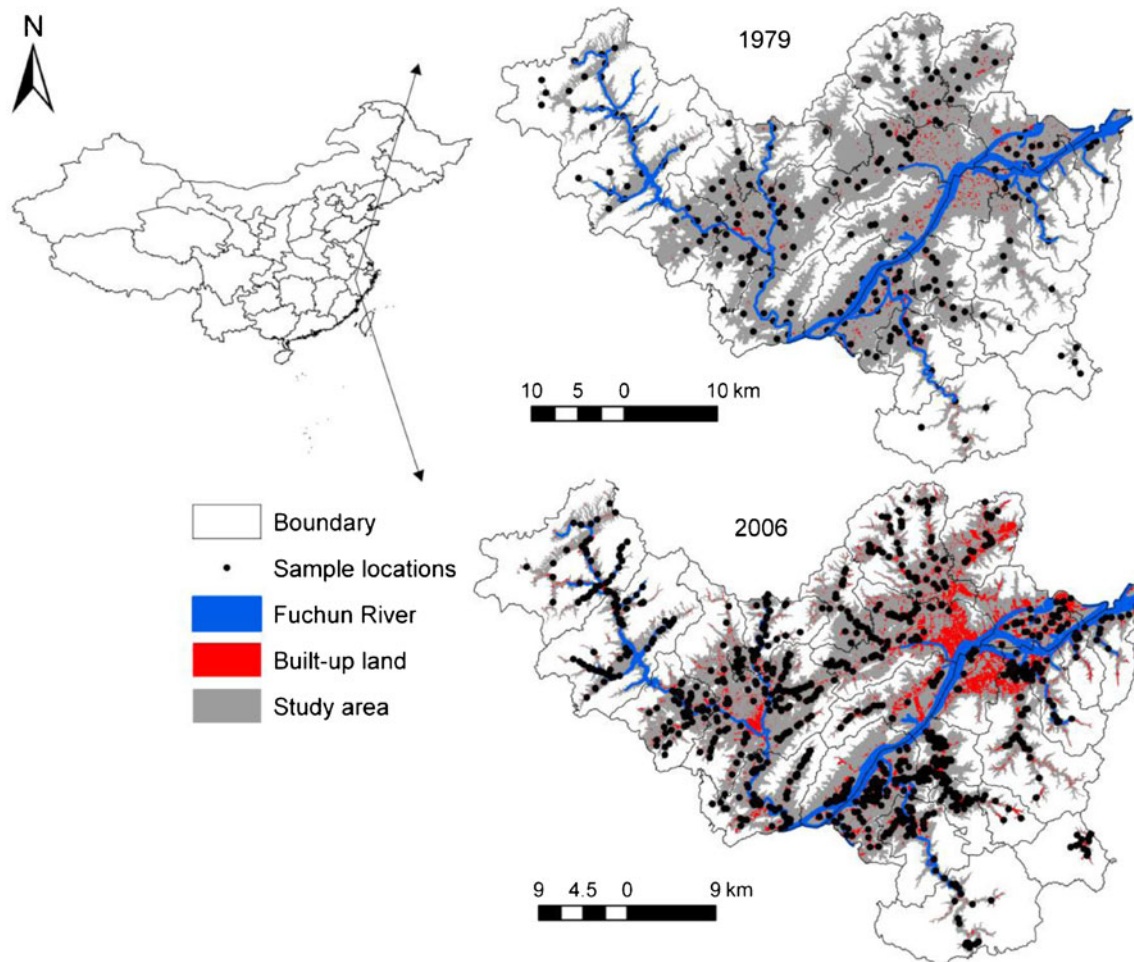 N
1979
10 5 0 10 km
Boundary
Sample locations
Fuchun River
Built-up land
Study area
2006
9 4.5 0 9 km